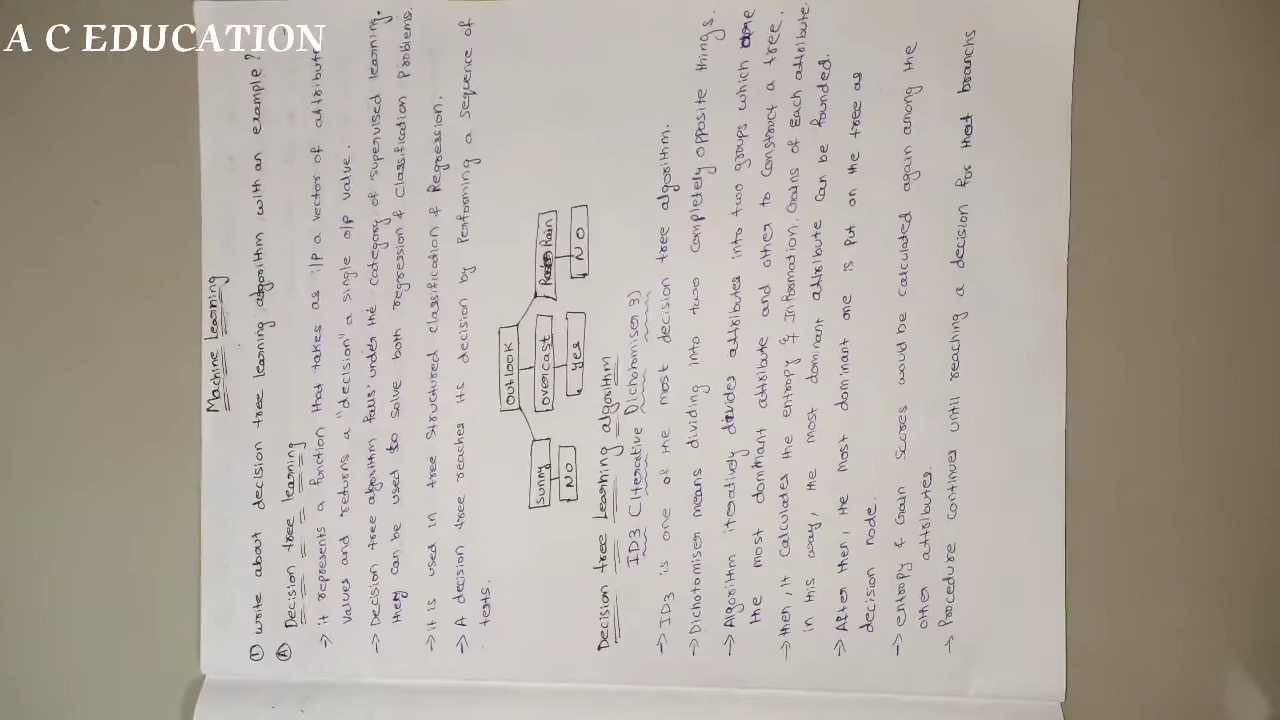 A C EDUCATION
Machine Learning
① write about decision tree learning algorithm with an example?
Ⓐ Decision tree learning
→ it represents a function that takes as i/p a vector of attribute
values and returns a "decision" a single o/p value.
→ Decision tree algorithm falls under the category of supervised learning.
they can be used to solve both regression & classification problems.
→ it is used in tree structured classification & Regression.
→ A decision tree reaches its decision by performing a sequence of
tests.
Outlook
Sunny Overcast Rain
No Yes NO
Decision tree Learning algorithm
ID3 (Iterative Dichotomiser 3)
→ ID3 is one of the most decision tree algorithm.
→ Dichotomiser means dividing into two completely opposite things.
→ Algorithm iteratively divides attributes into two groups which are
the most dominant attribute and other to construct a tree.
→ then, it calculates the entropy & Information Grains of Each attribute.
in this way, the most dominant attribute can be founded.
→ After then, the most dominant one is put on the tree as
decision node.
→ entropy & Grain scores would be calculated again among the
other attributes.
→ Procedure continues until reaching a decision for that branchs